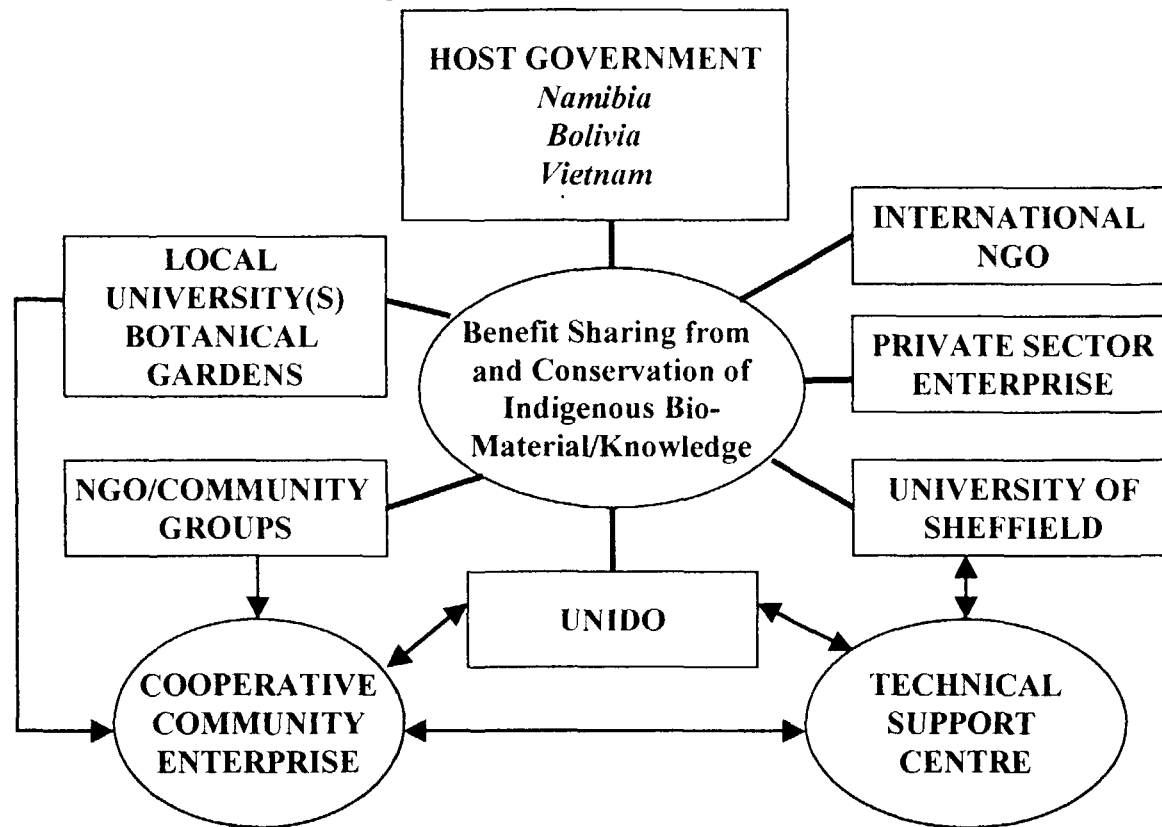 HOST GOVERNMENT
Namibia
Bolivia
Vietnam
INTERNATIONAL
NGO
LOCAL
UNIVERSITY(S)
BOTANICAL
GARDENS
Benefit Sharing from
and Conservation of
Indigenous Bio-
Material/Knowledge
PRIVATE SECTOR
ENTERPRISE
NGO/COMMUNITY
GROUPS
UNIVERSITY OF
SHEFFIELD
UNIDO
COOPERATIVE
COMMUNITY
ENTERPRISE
TECHNICAL
SUPPORT
CENTRE